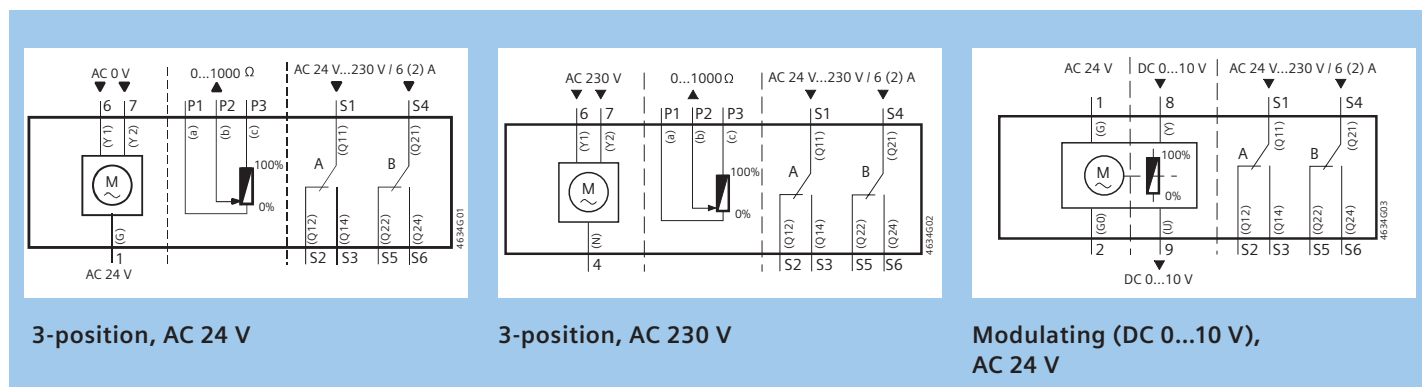 AC 0 V
0...1000 Ω
AC 24 V...230 V / 6 (2) A
6 7 P1 P2 P3 S1 S4
(Y1) (Y2) (a) (b) (c) (Q11) (Q21)
A B
100%
M
0%
(G) (Q12) (Q14) (Q22) (Q24)
1 S2 S3 S5 S6
AC 24 V
4634G01
3-position, AC 24 V
AC 230 V
0...1000 Ω
AC 24 V...230 V / 6 (2) A
6 7 P1 P2 P3 S1 S4
(Y1) (Y2) (a) (b) (c) (Q11) (Q21)
A B
100%
M
0%
(N) (Q12) (Q14) (Q22) (Q24)
4 S2 S3 S5 S6
4634G02
3-position, AC 230 V
AC 24 V
DC 0...10 V
AC 24 V...230 V / 6 (2) A
1 8 S1 S4
(G) (Y) (Q11) (Q21)
A B
100%
M
0%
(G0) (U) (Q12) (Q14) (Q22) (Q24)
2 9 S2 S3 S5 S6
DC 0...10 V
4634G03
Modulating (DC 0...10 V),
AC 24 V